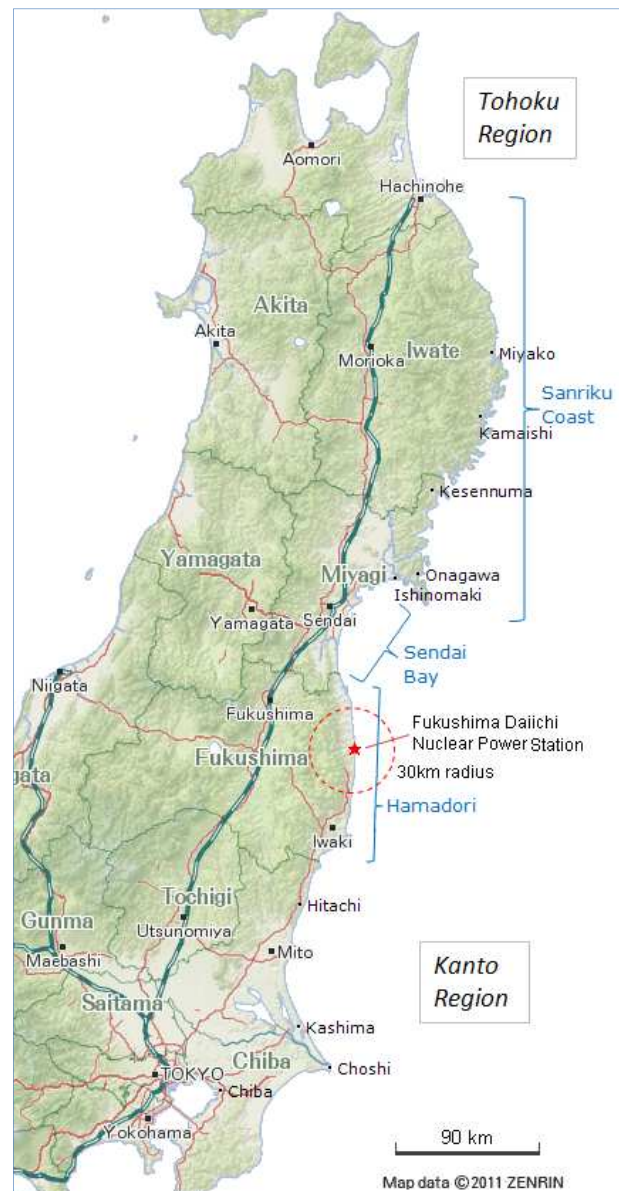 Tohoku
Region
Aomori
Hachinohe
Akita
Akita
Morioka
Iwate
Miyako
Sanriku
Coast
Kamaishi
Kesennuma
Yamagata
Miyagi
Onagawa
Ishinomaki
Yamagata
Sendai
Sendai
Bay
Niigata
Fukushima
Fukushima Daiichi
Nuclear Power Station
Fukushima
gata
30km radius
Hamadori
Iwaki
Tochigi
Hitachi
Gunma
Utsunomiya
Maebashi
Mito
Kanto
Region
Saitama
Kashima
Chiba
TOKYO
Choshi
Chiba
Yokohama
90 km
Map data ©2011 ZENRIN